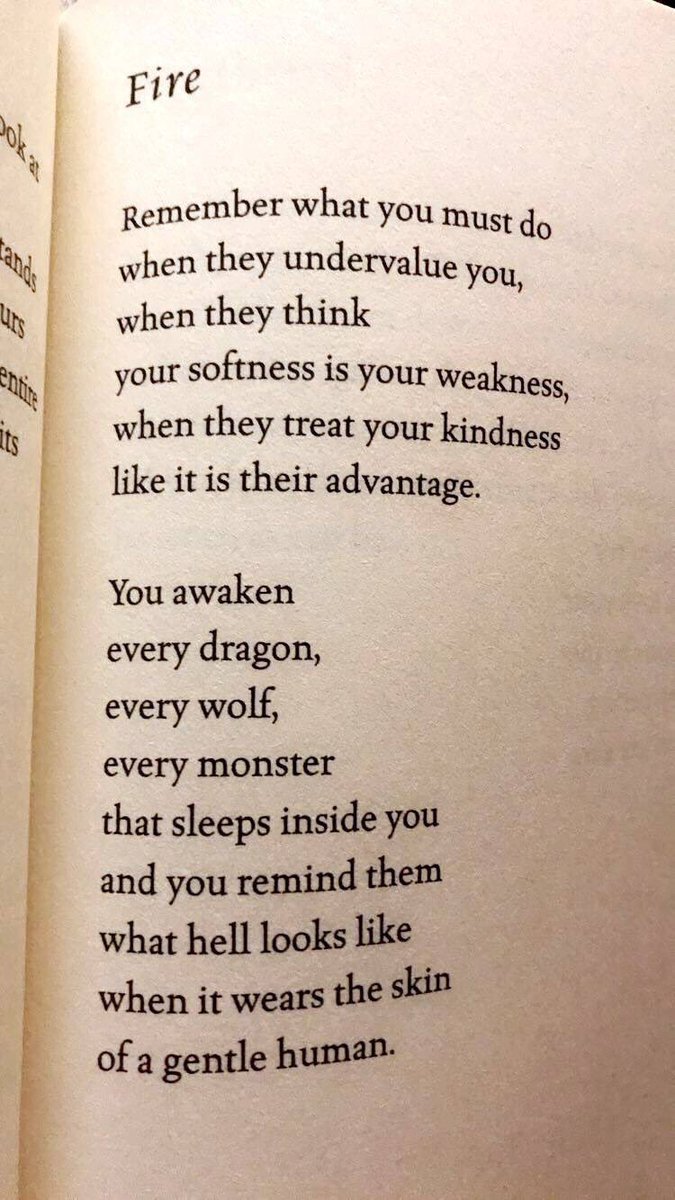 ook at
tands
urs
entire
its
Fire
Remember what you must do
when they undervalue you,
when they think
your softness is your weakness,
when they treat your kindness
like it is their advantage.
You awaken
every dragon,
every wolf,
every monster
that sleeps inside you
and you remind them
what hell looks like
when it wears the skin
of a gentle human.